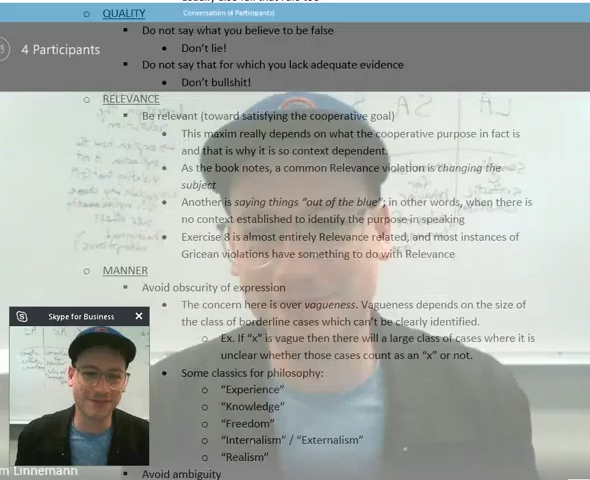 usually also fail that rule too
Conversation (4 Participants)
o QUALITY
4 Participants
▪ Do not say what you believe to be false
• Don't lie!
▪ Do not say that for which you lack adequate evidence
• Don't bullshit!
o RELEVANCE
▪ Be relevant (toward satisfying the cooperative goal)
• This maxim really depends on what the cooperative purpose in fact is
and that is why it is so context dependent.
• As the book notes, a common Relevance violation is changing the
subject
• Another is saying things "out of the blue"; in other words, when there is
no context established to identify the purpose in speaking
• Exercise 8 is almost entirely Relevance related, and most instances of
Gricean violations have something to do with Relevance
o MANNER
▪ Avoid obscurity of expression
• The concern here is over vagueness. Vagueness depends on the size of
the class of borderline cases which can't be clearly identified.
o Ex. If "x" is vague then there will a large class of cases where it is
unclear whether those cases count as an "x" or not.
• Some classics for philosophy:
o "Experience"
o "Knowledge"
o "Freedom"
o "Internalism" / "Externalism"
o "Realism"
▪ Avoid ambiguity
Skype for Business
m Linnemann